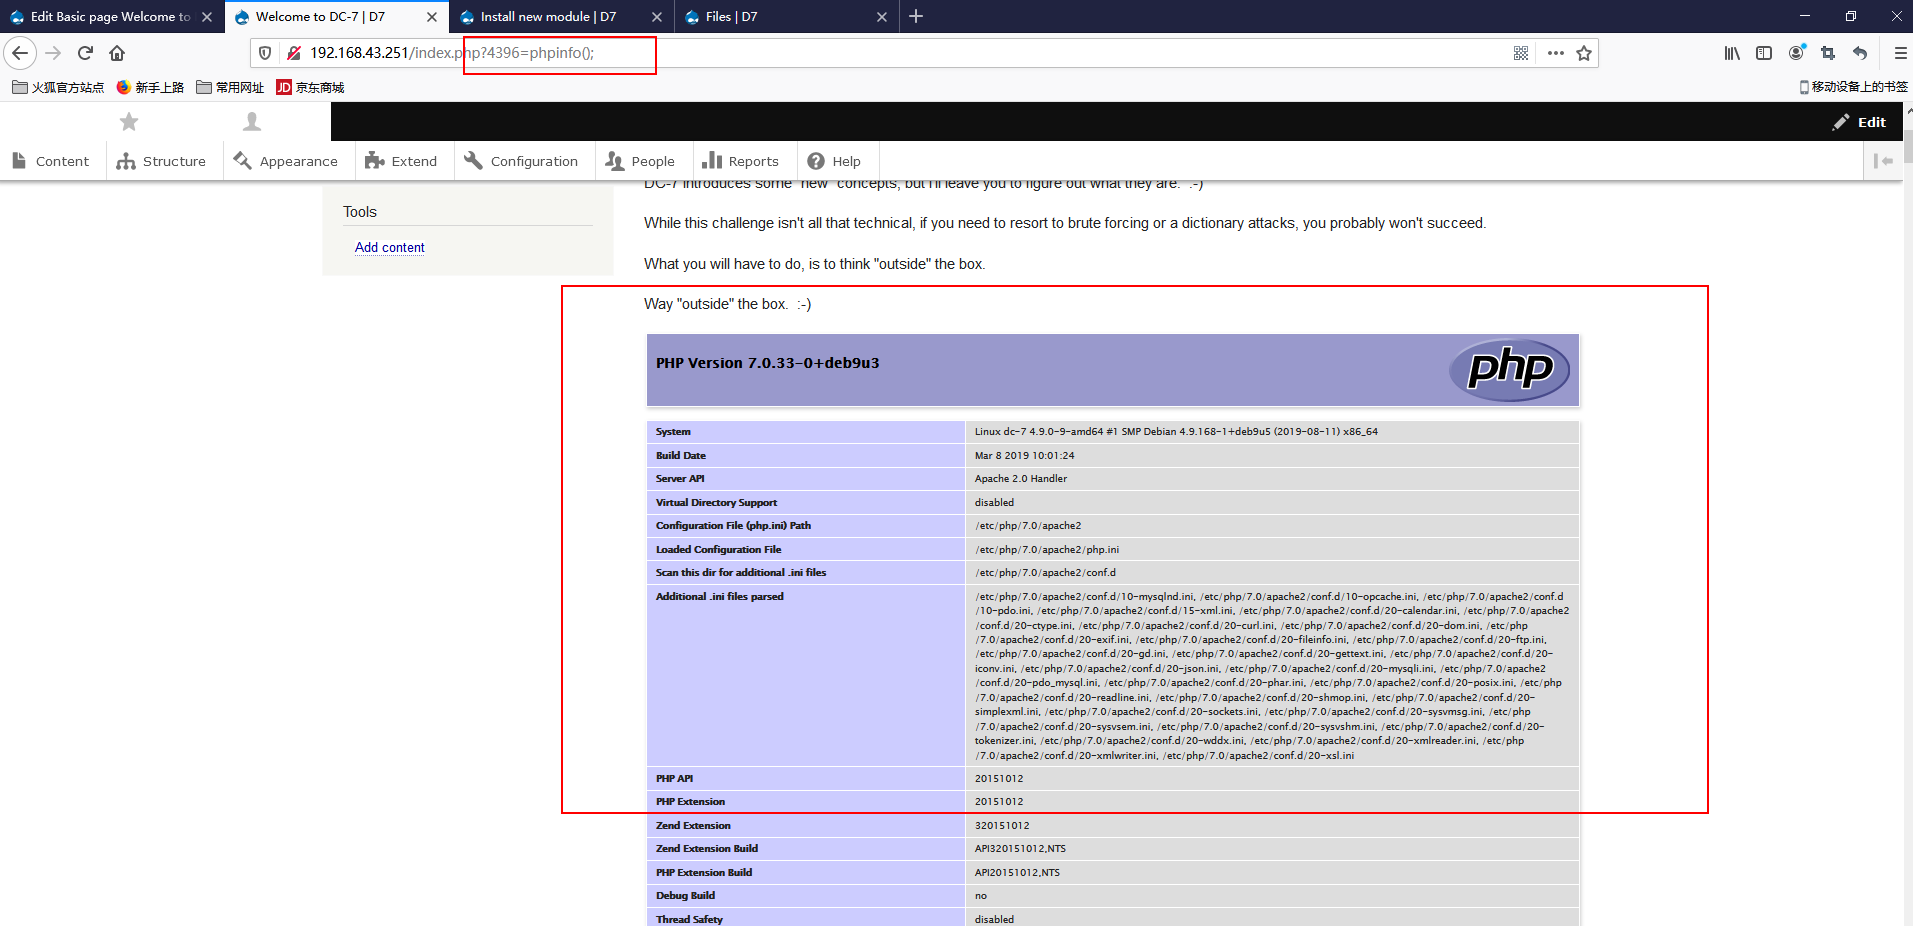 Edit Basic page Welcome to
Welcome to DC-7 | D7
Install new module | D7
Files | D7
192.168.43.251/index.php?4396=phpinfo();
火狐官方站点
新手上路
常用网址
JD 京东商城
移动设备上的书签
Edit
Content
Structure
Appearance
Extend
Configuration
People
Reports
Help
DC-7 introduces some "new" concepts, but I'll leave you to figure out what they are. :-)
Tools
Add content
While this challenge isn't all that technical, if you need to resort to brute forcing or a dictionary attacks, you probably won't succeed.
What you will have to do, is to think "outside" the box.
Way "outside" the box. :-)
PHP Version 7.0.33-0+deb9u3
php
System Linux dc-7 4.9.0-9-amd64 #1 SMP Debian 4.9.168-1+deb9u5 (2019-08-11) x86_64
Build Date Mar 8 2019 10:01:24
Server API Apache 2.0 Handler
Virtual Directory Support disabled
Configuration File (php.ini) Path /etc/php/7.0/apache2
Loaded Configuration File /etc/php/7.0/apache2/php.ini
Scan this dir for additional .ini files /etc/php/7.0/apache2/conf.d
Additional .ini files parsed /etc/php/7.0/apache2/conf.d/10-mysqlnd.ini, /etc/php/7.0/apache2/conf.d/10-opcache.ini, /etc/php/7.0/apache2/conf.d
/10-pdo.ini, /etc/php/7.0/apache2/conf.d/15-xml.ini, /etc/php/7.0/apache2/conf.d/20-calendar.ini, /etc/php/7.0/apache2
/conf.d/20-ctype.ini, /etc/php/7.0/apache2/conf.d/20-curl.ini, /etc/php/7.0/apache2/conf.d/20-dom.ini, /etc/php
/7.0/apache2/conf.d/20-exif.ini, /etc/php/7.0/apache2/conf.d/20-fileinfo.ini, /etc/php/7.0/apache2/conf.d/20-ftp.ini,
/etc/php/7.0/apache2/conf.d/20-gd.ini, /etc/php/7.0/apache2/conf.d/20-gettext.ini, /etc/php/7.0/apache2/conf.d/20-
iconv.ini, /etc/php/7.0/apache2/conf.d/20-json.ini, /etc/php/7.0/apache2/conf.d/20-mysqli.ini, /etc/php/7.0/apache2
/conf.d/20-pdo_mysql.ini, /etc/php/7.0/apache2/conf.d/20-phar.ini, /etc/php/7.0/apache2/conf.d/20-posix.ini, /etc/php
/7.0/apache2/conf.d/20-readline.ini, /etc/php/7.0/apache2/conf.d/20-shmop.ini, /etc/php/7.0/apache2/conf.d/20-
simplexml.ini, /etc/php/7.0/apache2/conf.d/20-sockets.ini, /etc/php/7.0/apache2/conf.d/20-sysvmsg.ini, /etc/php
/7.0/apache2/conf.d/20-sysvsem.ini, /etc/php/7.0/apache2/conf.d/20-sysvshm.ini, /etc/php/7.0/apache2/conf.d/20-
tokenizer.ini, /etc/php/7.0/apache2/conf.d/20-wddx.ini, /etc/php/7.0/apache2/conf.d/20-xmlreader.ini, /etc/php
/7.0/apache2/conf.d/20-xmlwriter.ini, /etc/php/7.0/apache2/conf.d/20-xsl.ini
PHP API 20151012
PHP Extension 20151012
Zend Extension 320151012
Zend Extension Build API320151012,NTS
PHP Extension Build API20151012,NTS
Debug Build no
Thread Safety disabled